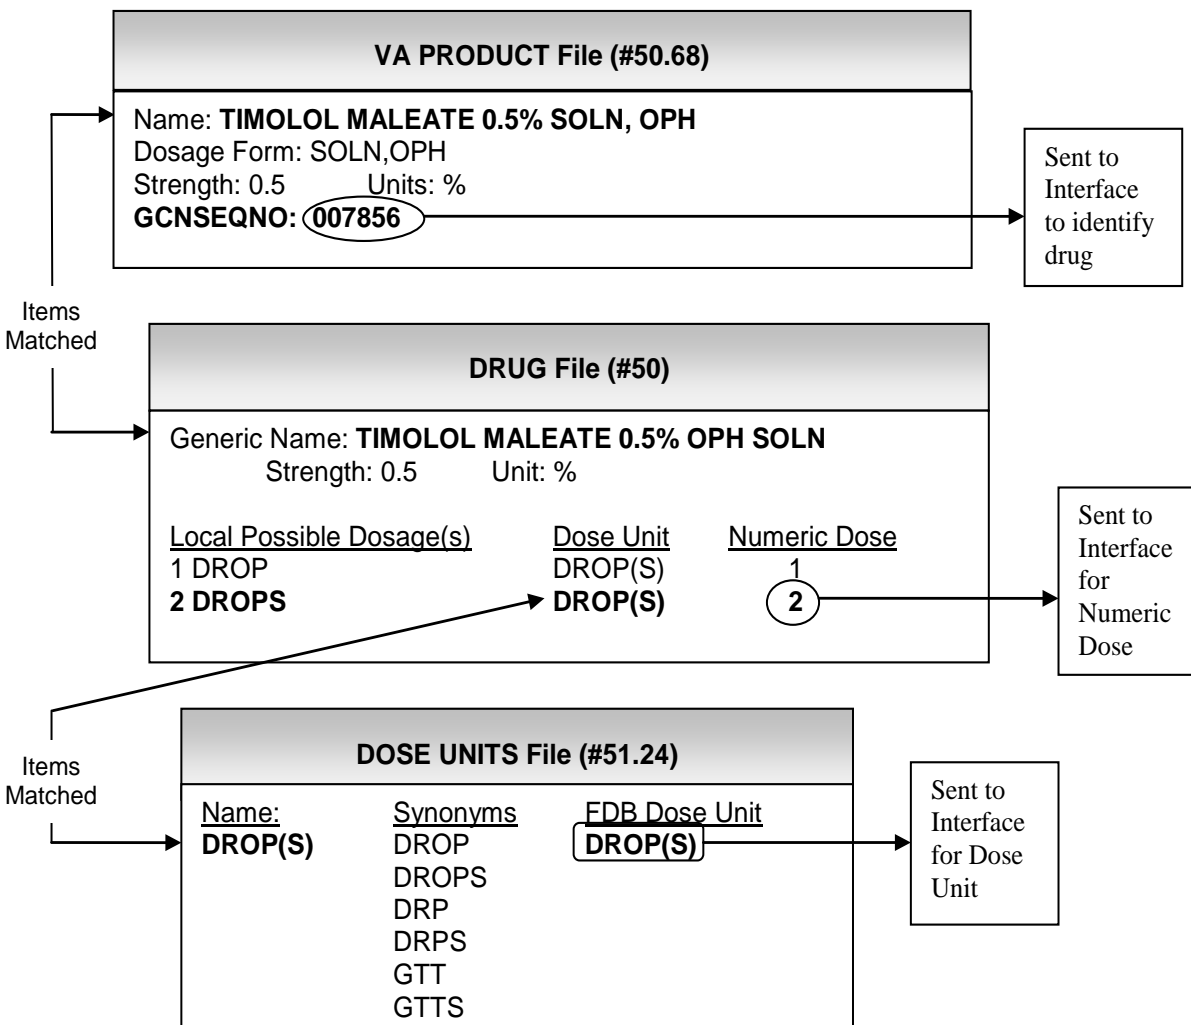 VA PRODUCT File (#50.68)
Name: TIMOLOL MALEATE 0.5% SOLN, OPH
Dosage Form: SOLN,OPH
Strength: 0.5 Units: %
GCNSEQNO: 007856
Sent to
Interface
to identify
drug
Items
Matched
DRUG File (#50)
Generic Name: TIMOLOL MALEATE 0.5% OPH SOLN
Strength: 0.5 Unit: %
Local Possible Dosage(s) Dose Unit Numeric Dose
1 DROP DROP(S) 1
2 DROPS DROP(S) 2
Sent to
Interface
for
Numeric
Dose
Items
Matched
DOSE UNITS File (#51.24)
Name: Synonyms FDB Dose Unit
DROP(S) DROP DROP(S)
DROPS
DRP
DRPS
GTT
GTTS
Sent to
Interface
for Dose
Unit